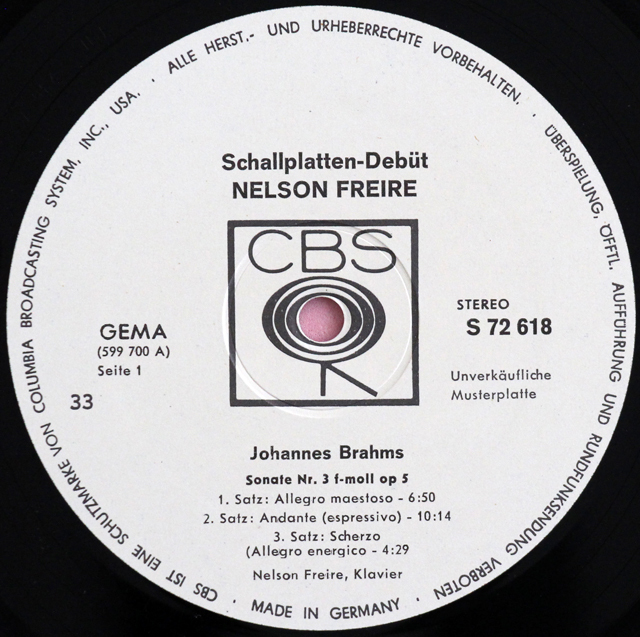 ALLE HERST.- UND URHEBERRECHTE VORBEHALTEN. · ÜBERSPIELUNG, ÖFFTL. AUFFÜHRUNG UND RUNDFUNKSENDUNG VERBOTEN · MADE IN GERMANY · CBS IST EINE SCHUTZMARKE VON COLUMBIA BROADCASTING SYSTEM, INC., USA. ·
Schallplatten-Debüt
NELSON FREIRE
CBS
GEMA
(599 700 A)
Seite 1
33
STEREO
S 72 618
Unverkäufliche
Musterplatte
Johannes Brahms
Sonate Nr. 3 f-moll op 5
1. Satz: Allegro maestoso - 6:50
2. Satz: Andante (espressivo) - 10:14
3. Satz: Scherzo
(Allegro energico - 4:29
Nelson Freire, Klavier